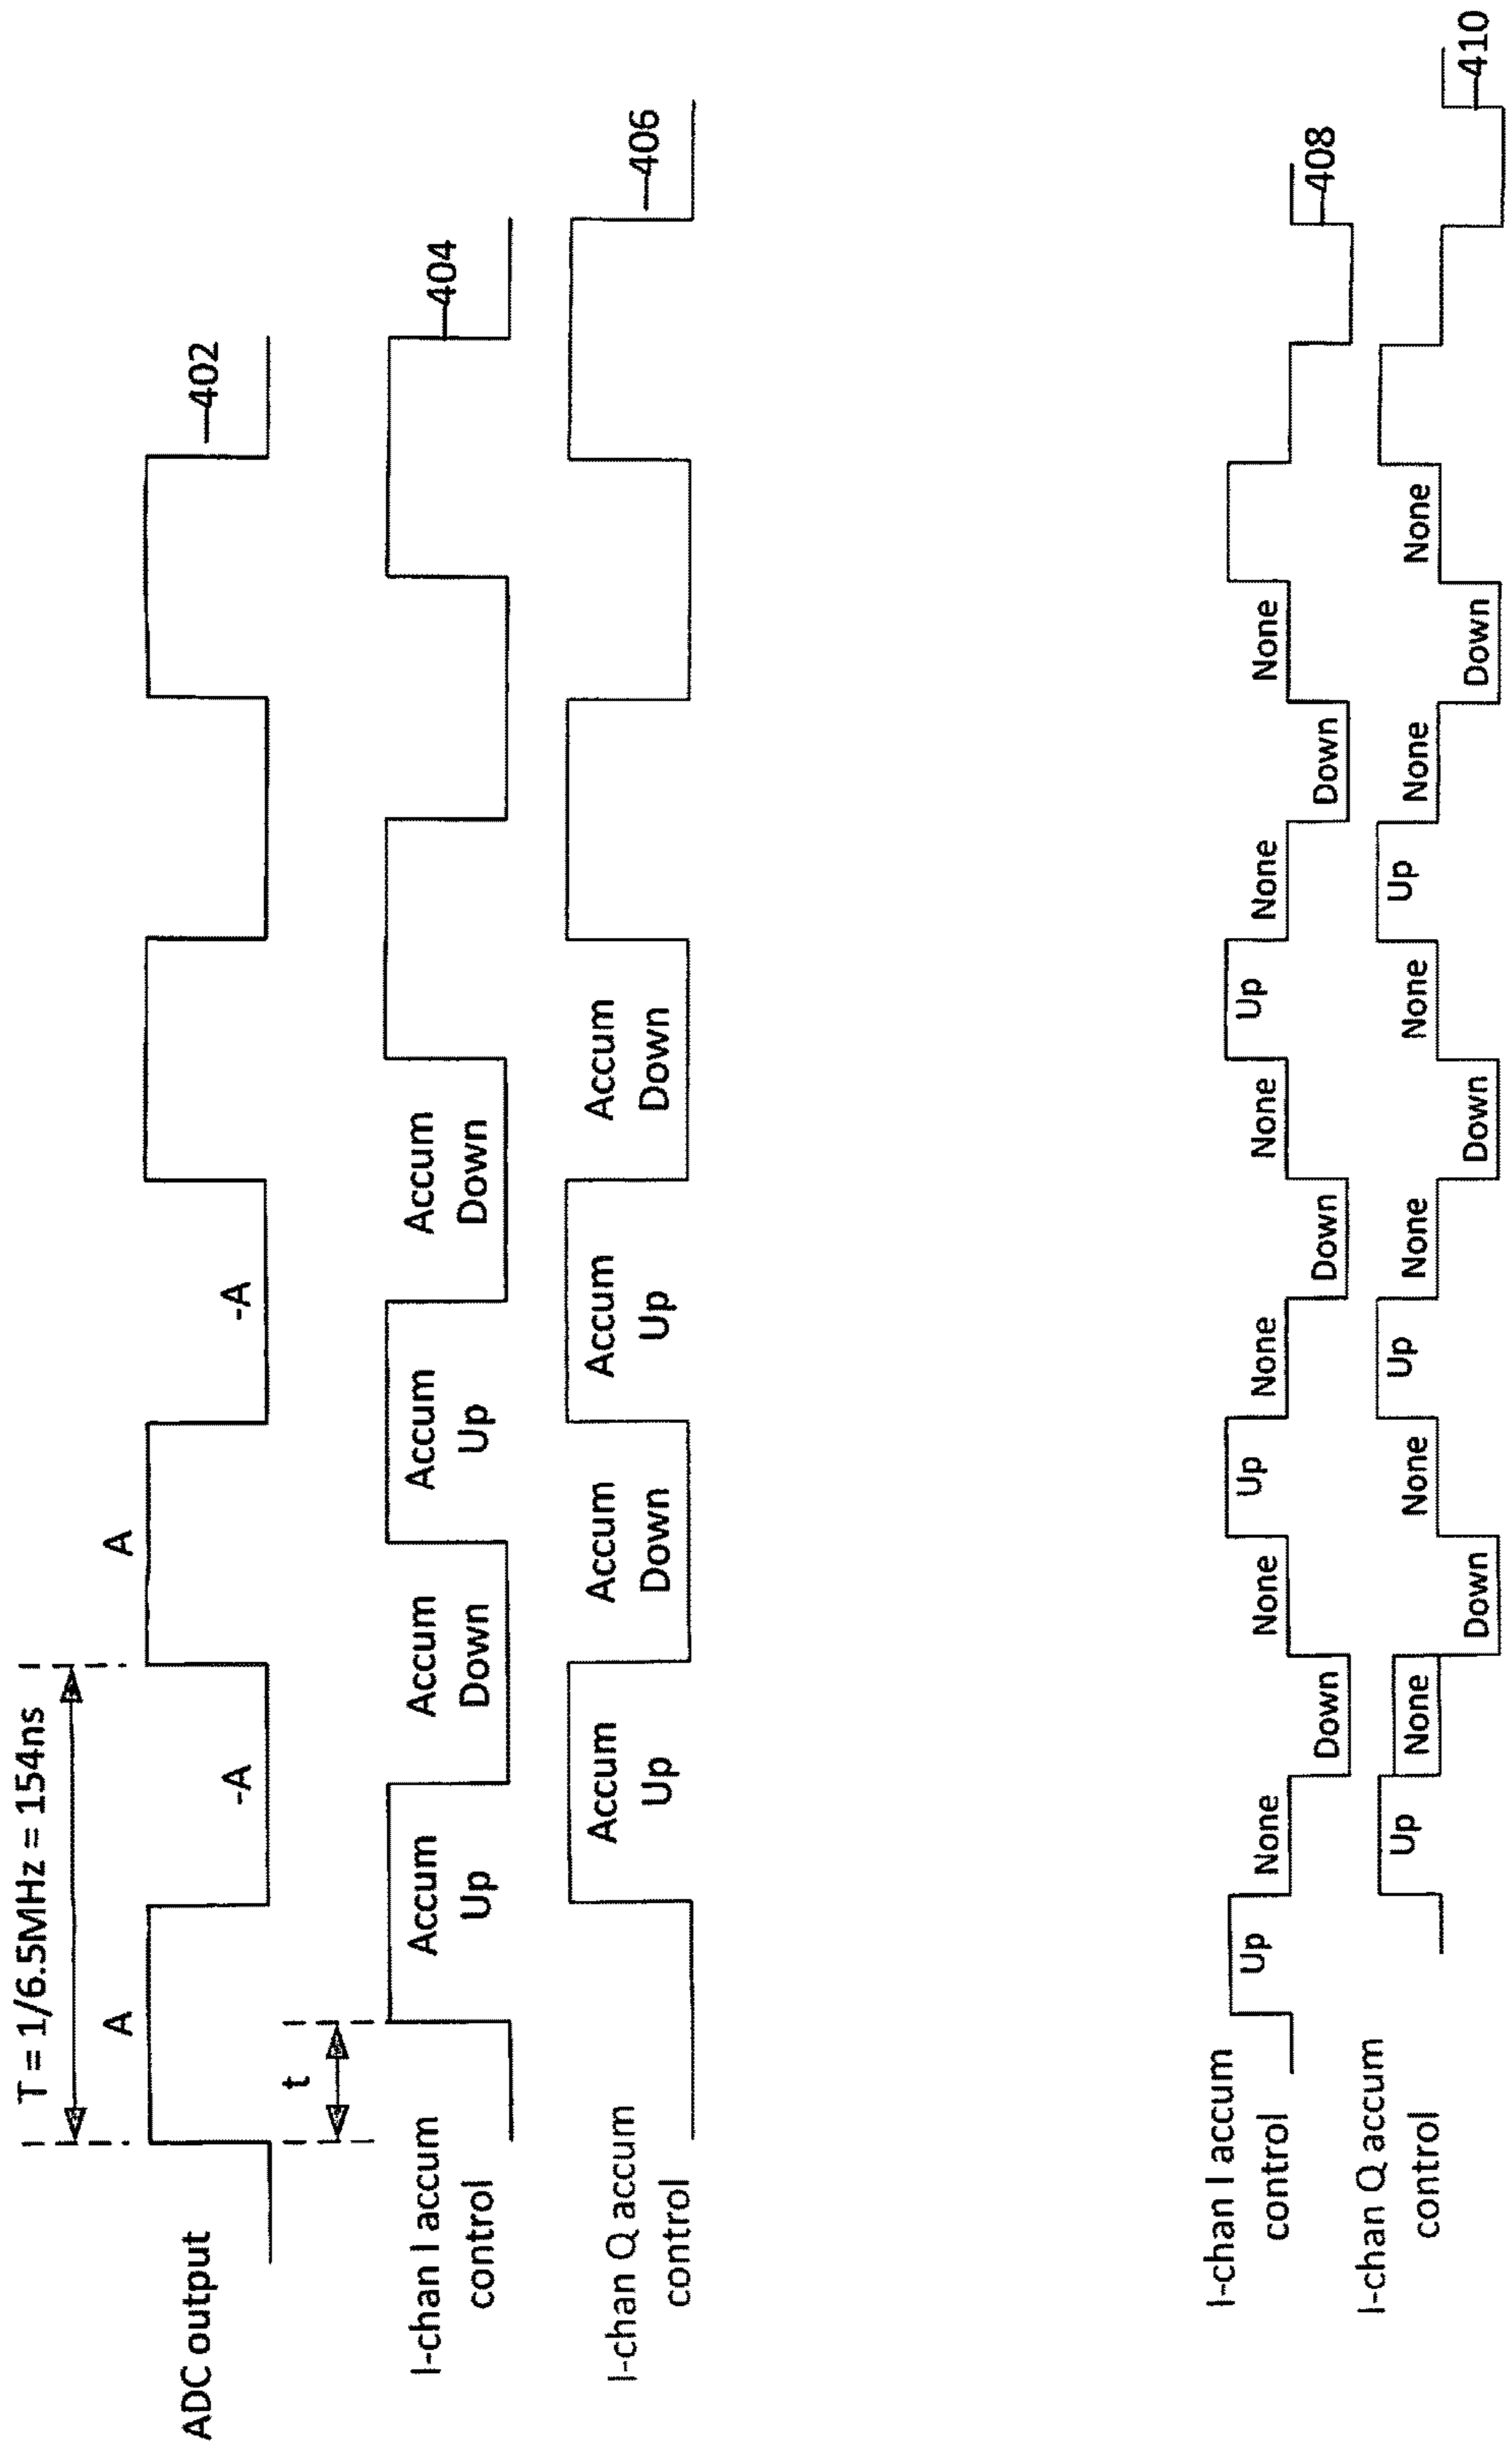 T = 1/6.5MHz = 154ns
A
-A
A
-A
ADC output
402
t
I-chan I accum
control
Accum
Up
Accum
Down
Accum
Up
Accum
Down
404
I-chan Q accum
control
Accum
Up
Accum
Down
Accum
Up
Accum
Down
406
I-chan I accum
control
Up
None
Down
None
Up
None
Down
None
Up
None
Down
None
408
I-chan Q accum
control
Up
None
Down
None
Up
None
Down
None
Up
None
Down
None
410